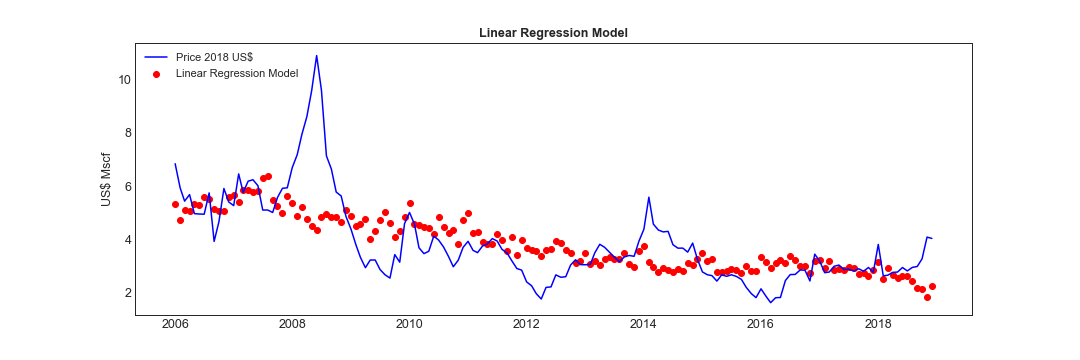 Linear Regression Model
Price 2018 US$
Linear Regression Model
US$ Mscf
10
8
6
4
2
2006 2008 2010 2012 2014 2016 2018